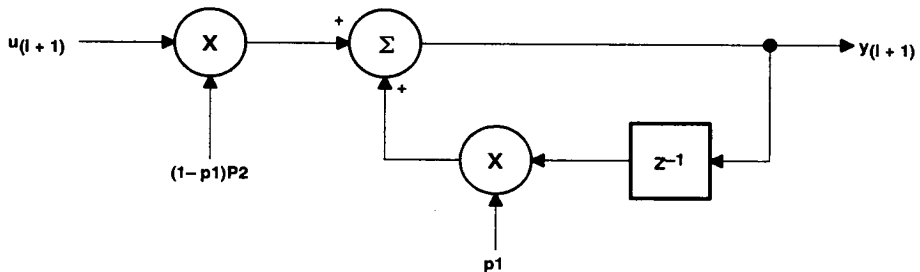 u(I + 1)
X
+
Σ
y(I + 1)
+
(1–p1)P2
X
Z–1
p1